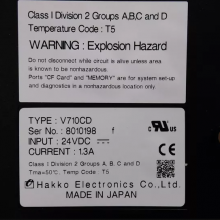 Class I Division 2 Groups A,B,C and D
Temperature Code : T5
WARNING : Explosion Hazard
Do not disconnect while circuit is alive unless
area is known to be nonhazardous.
Ports "CF Card" and "MEMORY" are for system set-up
and diagnostics in a nonhazardous location
TYPE : V710CD
Ser No. : 8010198 f
INPUT : 24VDC
CURRENT : 1.3A
Class I Division 2 Groups A, B, C and D
Tma=50°C, Temp Code T5
Hakko Electronics Co., Ltd.
MADE IN JAPAN